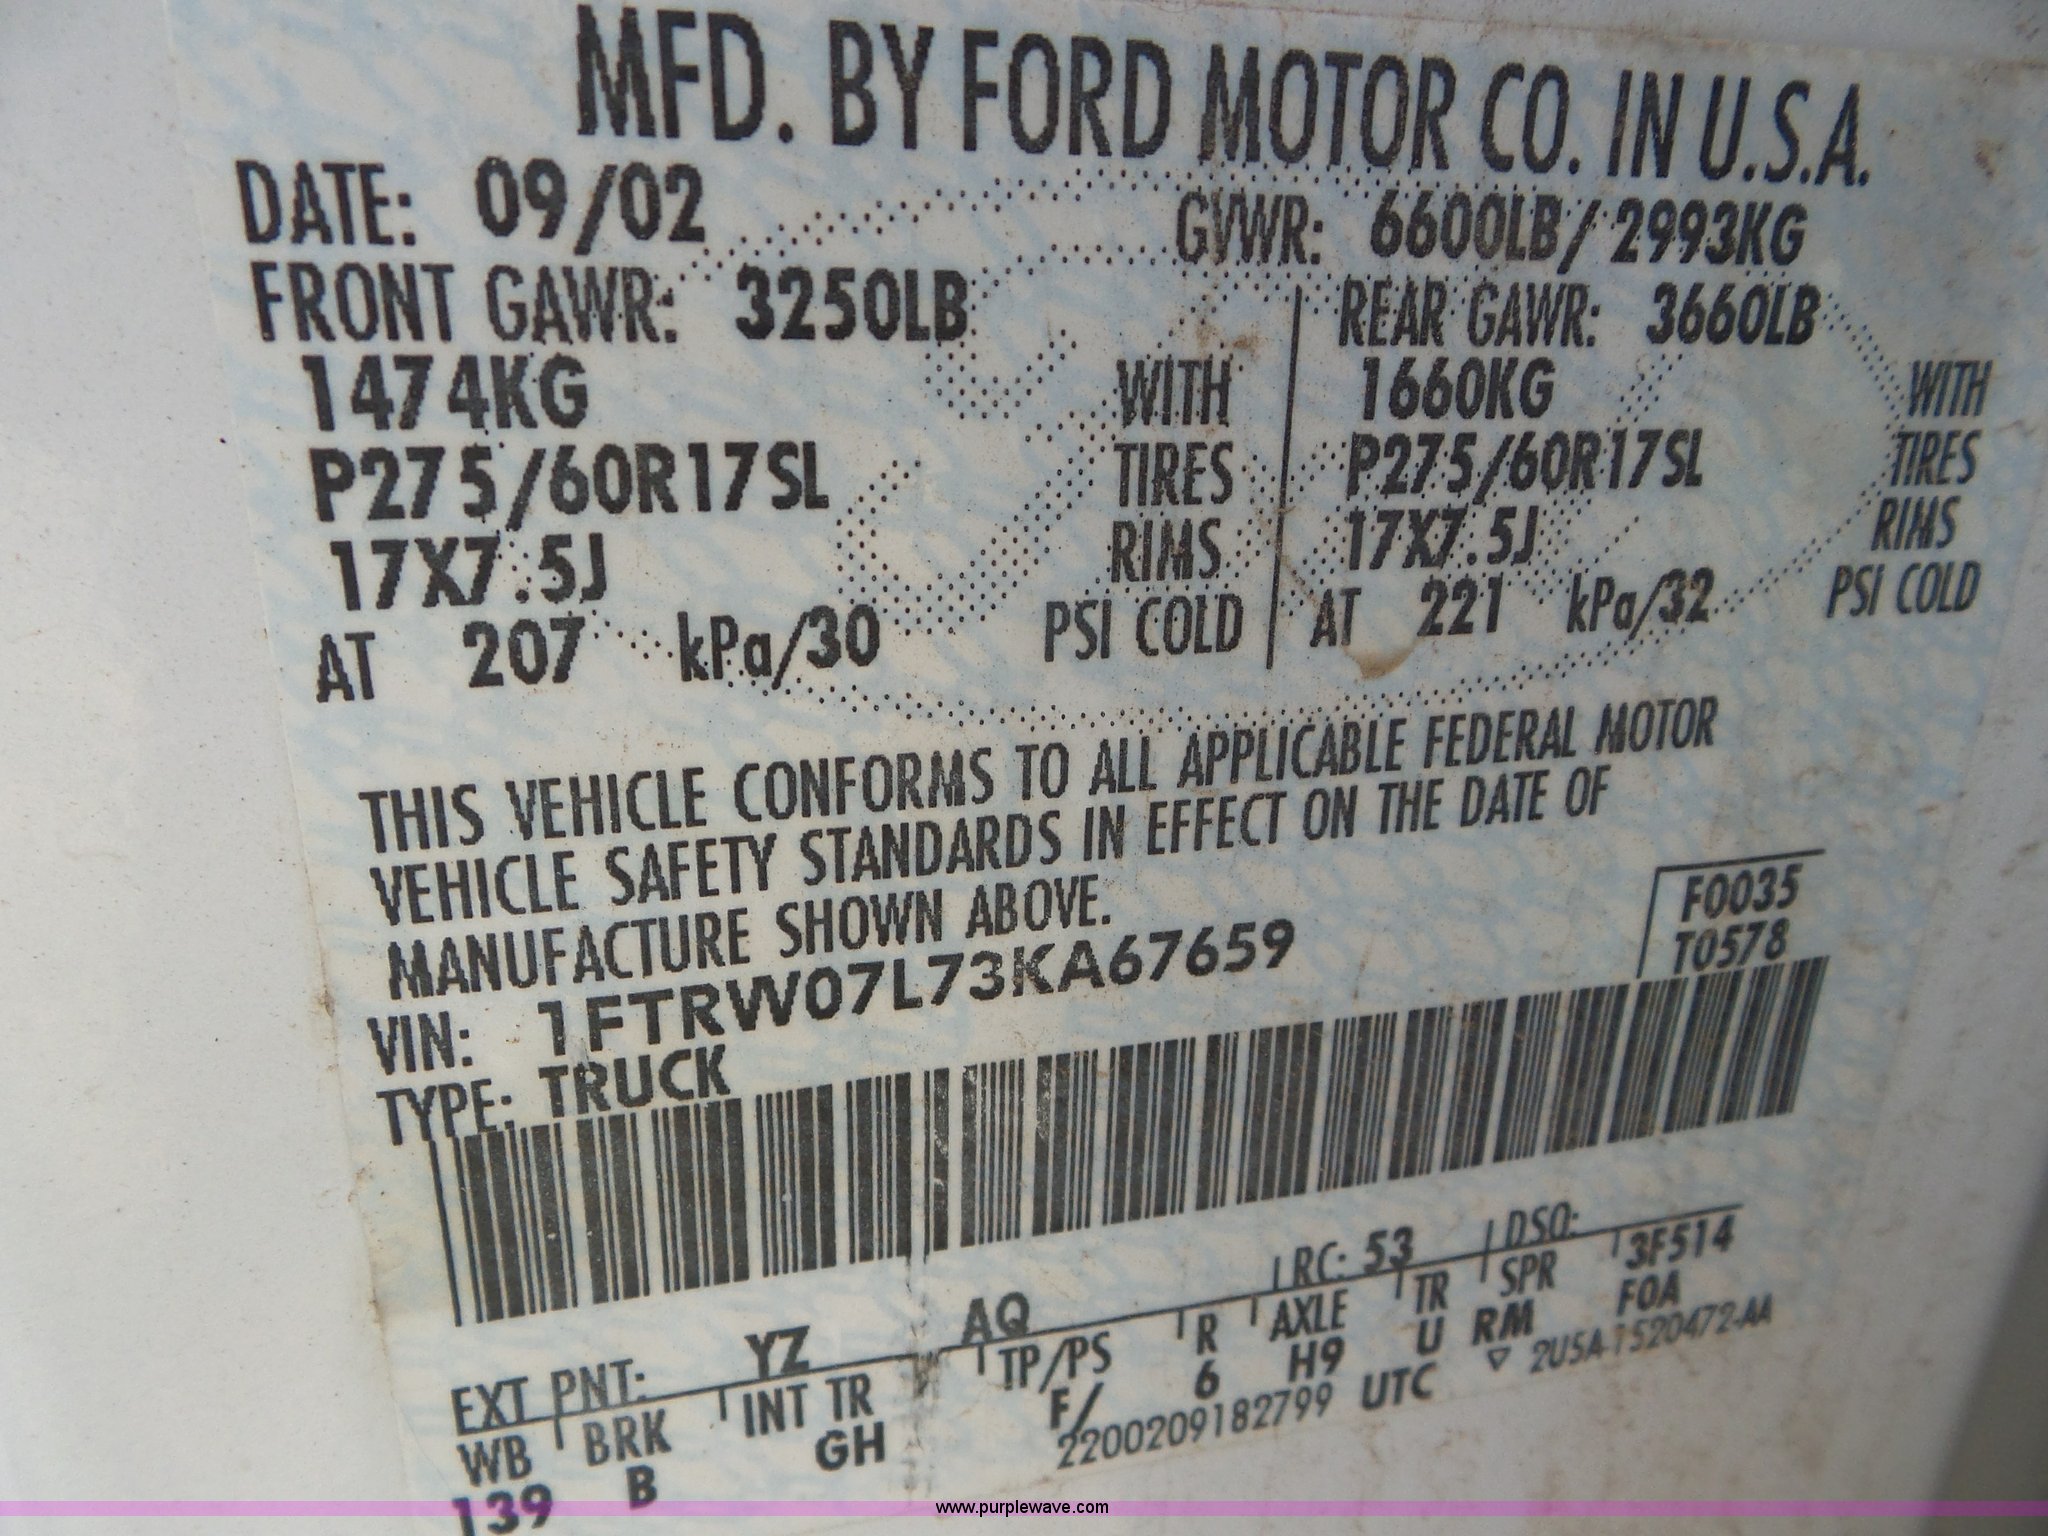 MFD. BY FORD MOTOR CO. IN U.S.A.
DATE: 09/02 GVWR: 6600LB/2993KG
FRONT GAWR: 3250LB REAR GAWR: 3660LB
1474KG WITH 1660KG WITH
P275/60R17SL TIRES P275/60R17SL TIRES
17X7.5J RIMS 17X7.5J RIMS
AT 207 kPa/30 PSI COLD AT 221 kPa/32 PSI COLD
THIS VEHICLE CONFORMS TO ALL APPLICABLE FEDERAL MOTOR
VEHICLE SAFETY STANDARDS IN EFFECT ON THE DATE OF
MANUFACTURE SHOWN ABOVE.
F0035
VIN: 1FTRW07L73KA67659 T0578
TYPE: TRUCK
EXT PNT: YZ AQ RC: 53 DSO:
WB BRK INT TR TP/PS R AXLE TR SPR 3F514
139 B GH F/ 6 H9 U RM F0A
2200209182799 UTC ▽ 2U5A-1520472-AA
www.purplewave.com